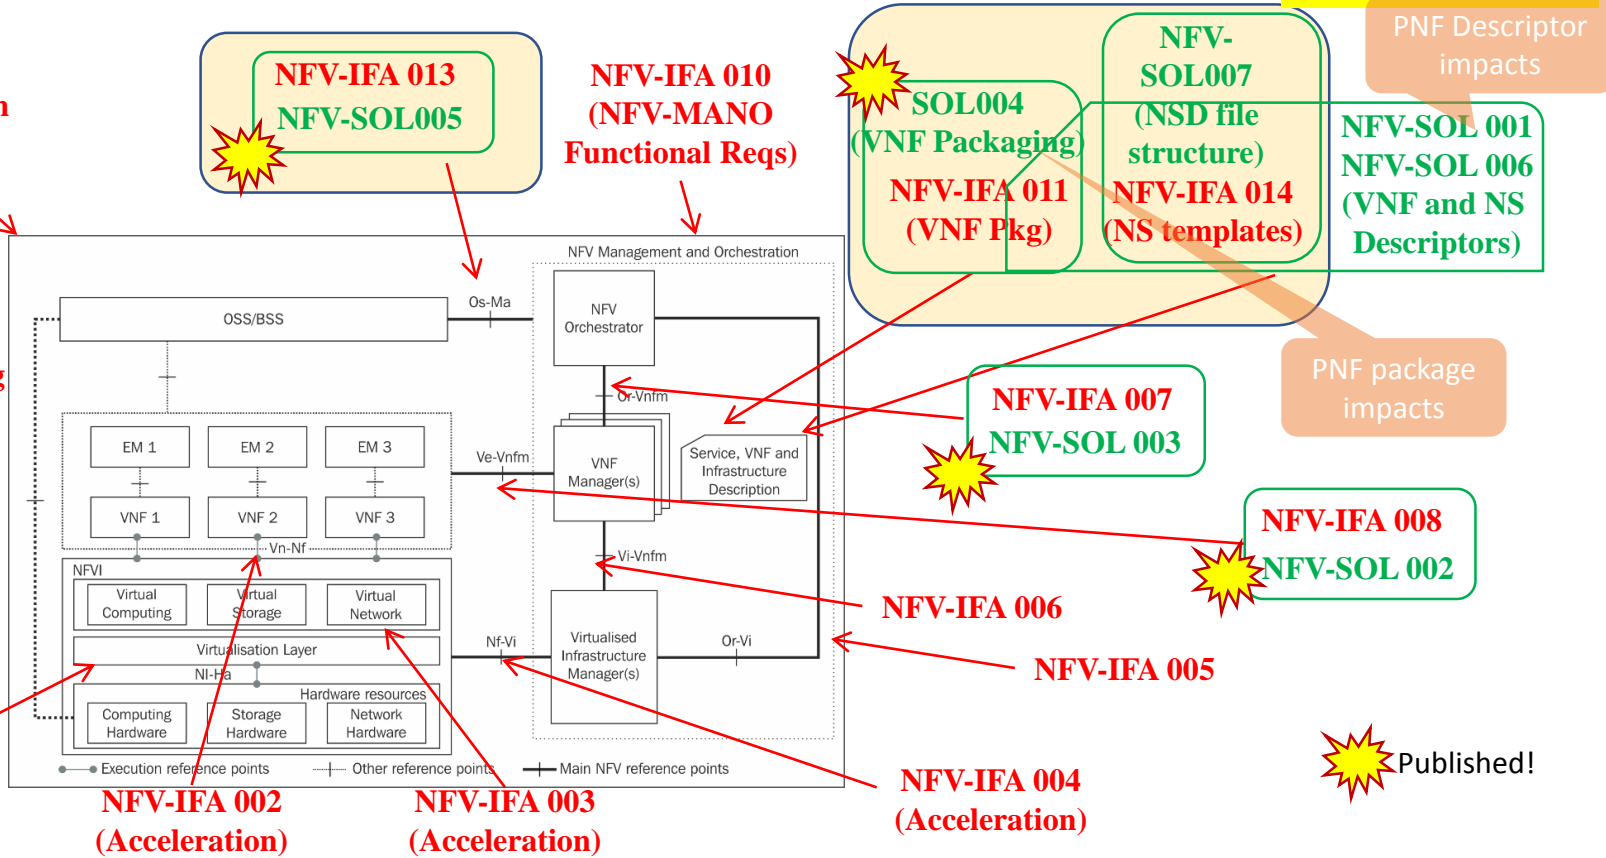 PNF Descriptor
impacts
NFV-IFA 013
NFV-SOL005
NFV-IFA 010
(NFV-MANO
Functional Reqs)
SOL004
(VNF Packaging)
NFV-IFA 011
(VNF Pkg)
NFV-
SOL007
(NSD file
structure)
NFV-IFA 014
(NS templates)
NFV-SOL 001
NFV-SOL 006
(VNF and NS
Descriptors)
n
g
NFV Management and Orchestration
OSS/BSS
Os-Ma
NFV
Orchestrator
Or-Vnfm
PNF package
impacts
NFV-IFA 007
NFV-SOL 003
EM 1
EM 2
EM 3
Ve-Vnfm
VNF
Manager(s)
Service, VNF and
Infrastructure
Description
VNF 1
VNF 2
VNF 3
NFV-IFA 008
NFV-SOL 002
Vn-Nf
Vi-Vnfm
NFVI
Virtual
Computing
Virtual
Storage
Virtual
Network
NFV-IFA 006
Virtualisation Layer
Nf-Vi
Virtualised
Infrastructure
Manager(s)
Or-Vi
NFV-IFA 005
NI-Ha
Hardware resources
Computing
Hardware
Storage
Hardware
Network
Hardware
Execution reference points
Other reference points
Main NFV reference points
Published!
NFV-IFA 002
(Acceleration)
NFV-IFA 003
(Acceleration)
NFV-IFA 004
(Acceleration)